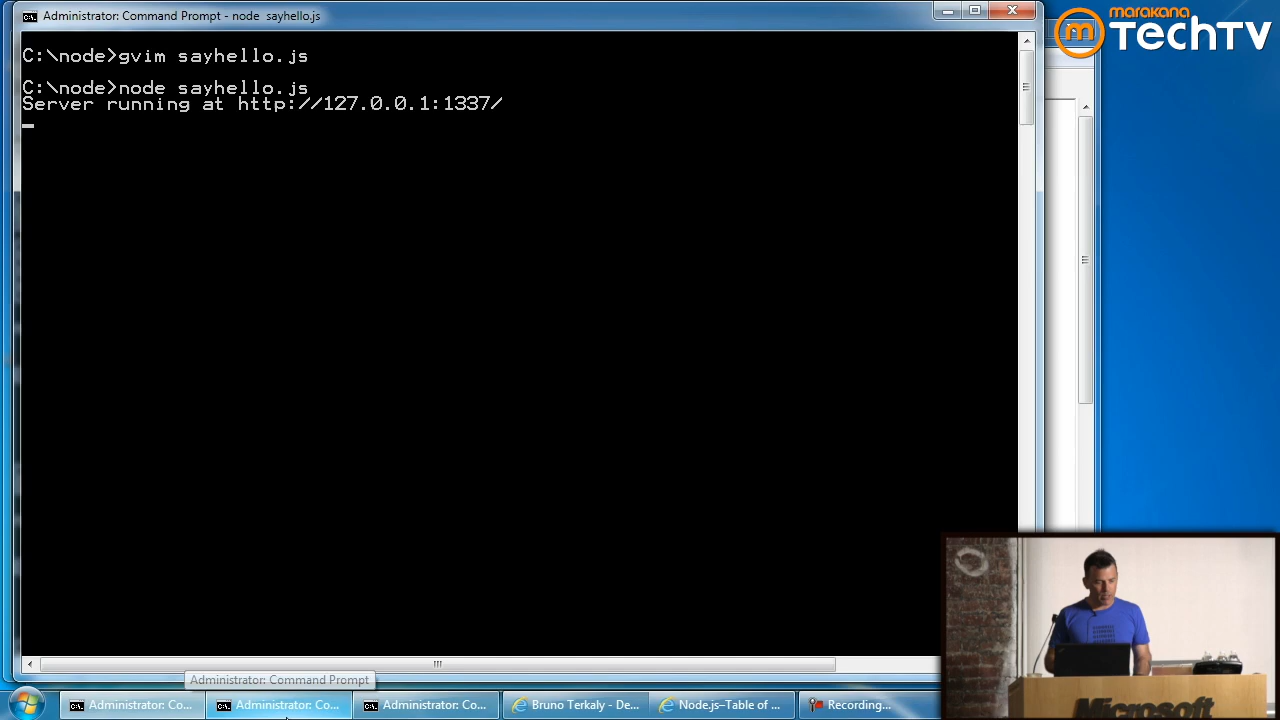 Administrator: Command Prompt - node  sayhello.js
marakana
TechTV
C:\node>gvim sayhello.js
C:\node>node sayhello.js
Server running at http://127.0.0.1:1337/
Administrator: Command Prompt
Administrator: Co...
Administrator: Co...
Administrator: Co...
Bruno Terkaly - De...
Node.js–Table of ...
Recording...
Microsoft